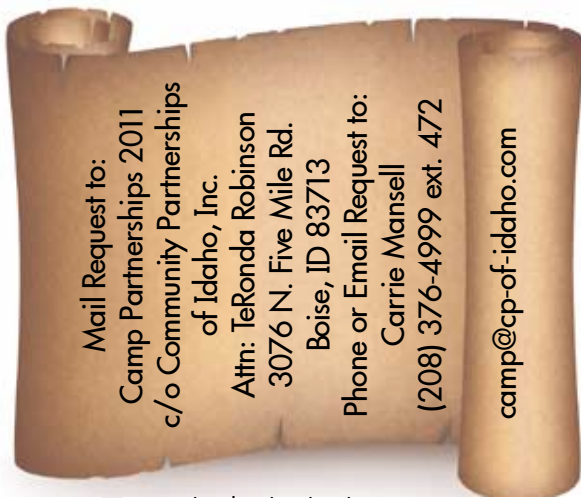 Mail Request to:
Camp Partnerships 2011
c/o Community Partnerships
of Idaho, Inc.
Attn: TeRonda Robinson
3076 N. Five Mile Rd.
Boise, ID 83713
Phone or Email Request to:
Carrie Mansell
(208) 376-4999 ext. 472
camp@cp-of-idaho.com